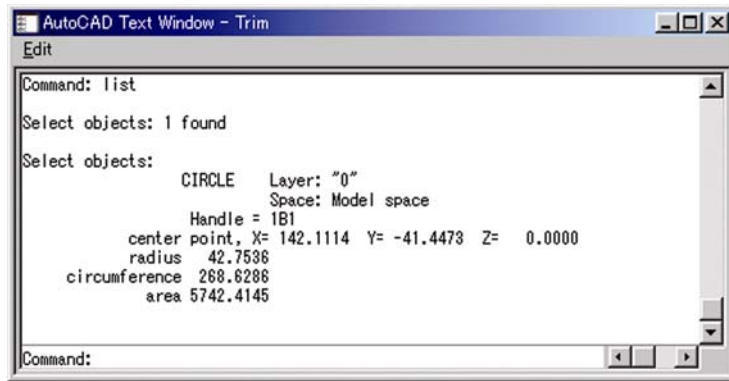 AutoCAD Text Window - Trim
Edit
Command: list
Select objects: 1 found
Select objects:
CIRCLE Layer: "0"
Space: Model space
Handle = 1B1
center point, X= 142.1114 Y= -41.4473 Z= 0.0000
radius 42.7536
circumference 268.6286
area 5742.4145
Command: